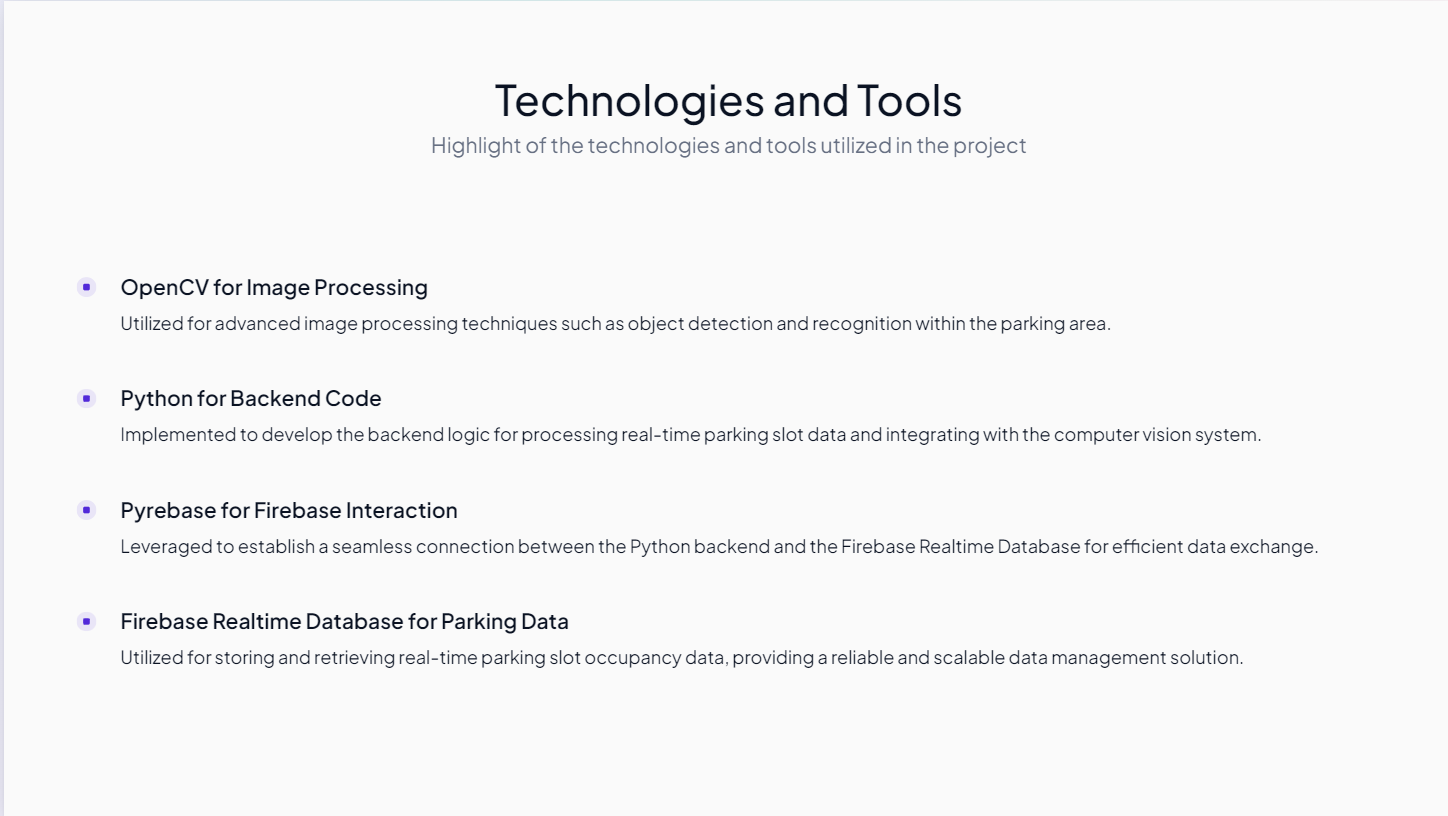 Technologies and Tools
Highlight of the technologies and tools utilized in the project
OpenCV for Image Processing
Utilized for advanced image processing techniques such as object detection and recognition within the parking area.
Python for Backend Code
Implemented to develop the backend logic for processing real-time parking slot data and integrating with the computer vision system.
Pyrebase for Firebase Interaction
Leveraged to establish a seamless connection between the Python backend and the Firebase Realtime Database for efficient data exchange.
Firebase Realtime Database for Parking Data
Utilized for storing and retrieving real-time parking slot occupancy data, providing a reliable and scalable data management solution.